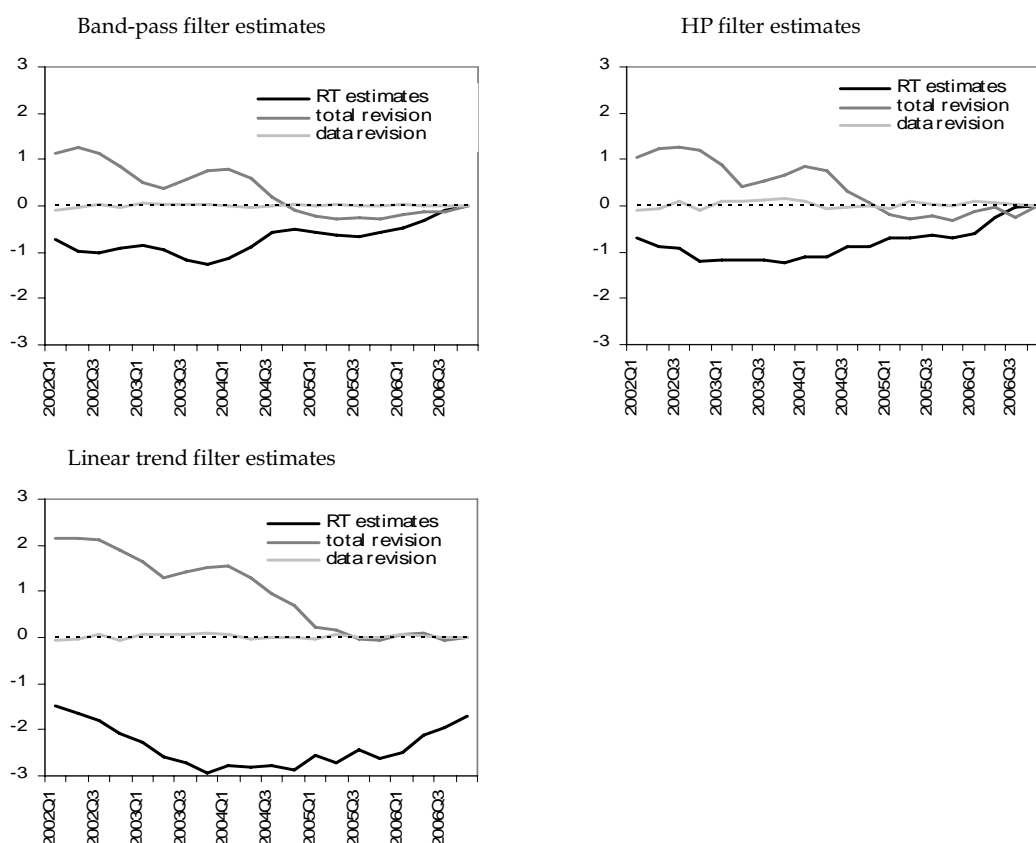 Band-pass filter estimates
3
2
1
0
-1
-2
-3
RT estimates
total revision
data revision
2002Q1
2002Q3
2003Q1
2003Q3
2004Q1
2004Q3
2005Q1
2005Q3
2006Q1
2006Q3
HP filter estimates
3
2
1
0
-1
-2
-3
RT estimates
total revision
data revision
2002Q1
2002Q3
2003Q1
2003Q3
2004Q1
2004Q3
2005Q1
2005Q3
2006Q1
2006Q3
Linear trend filter estimates
3
2
1
0
-1
-2
-3
RT estimates
total revision
data revision
2002Q1
2002Q3
2003Q1
2003Q3
2004Q1
2004Q3
2005Q1
2005Q3
2006Q1
2006Q3